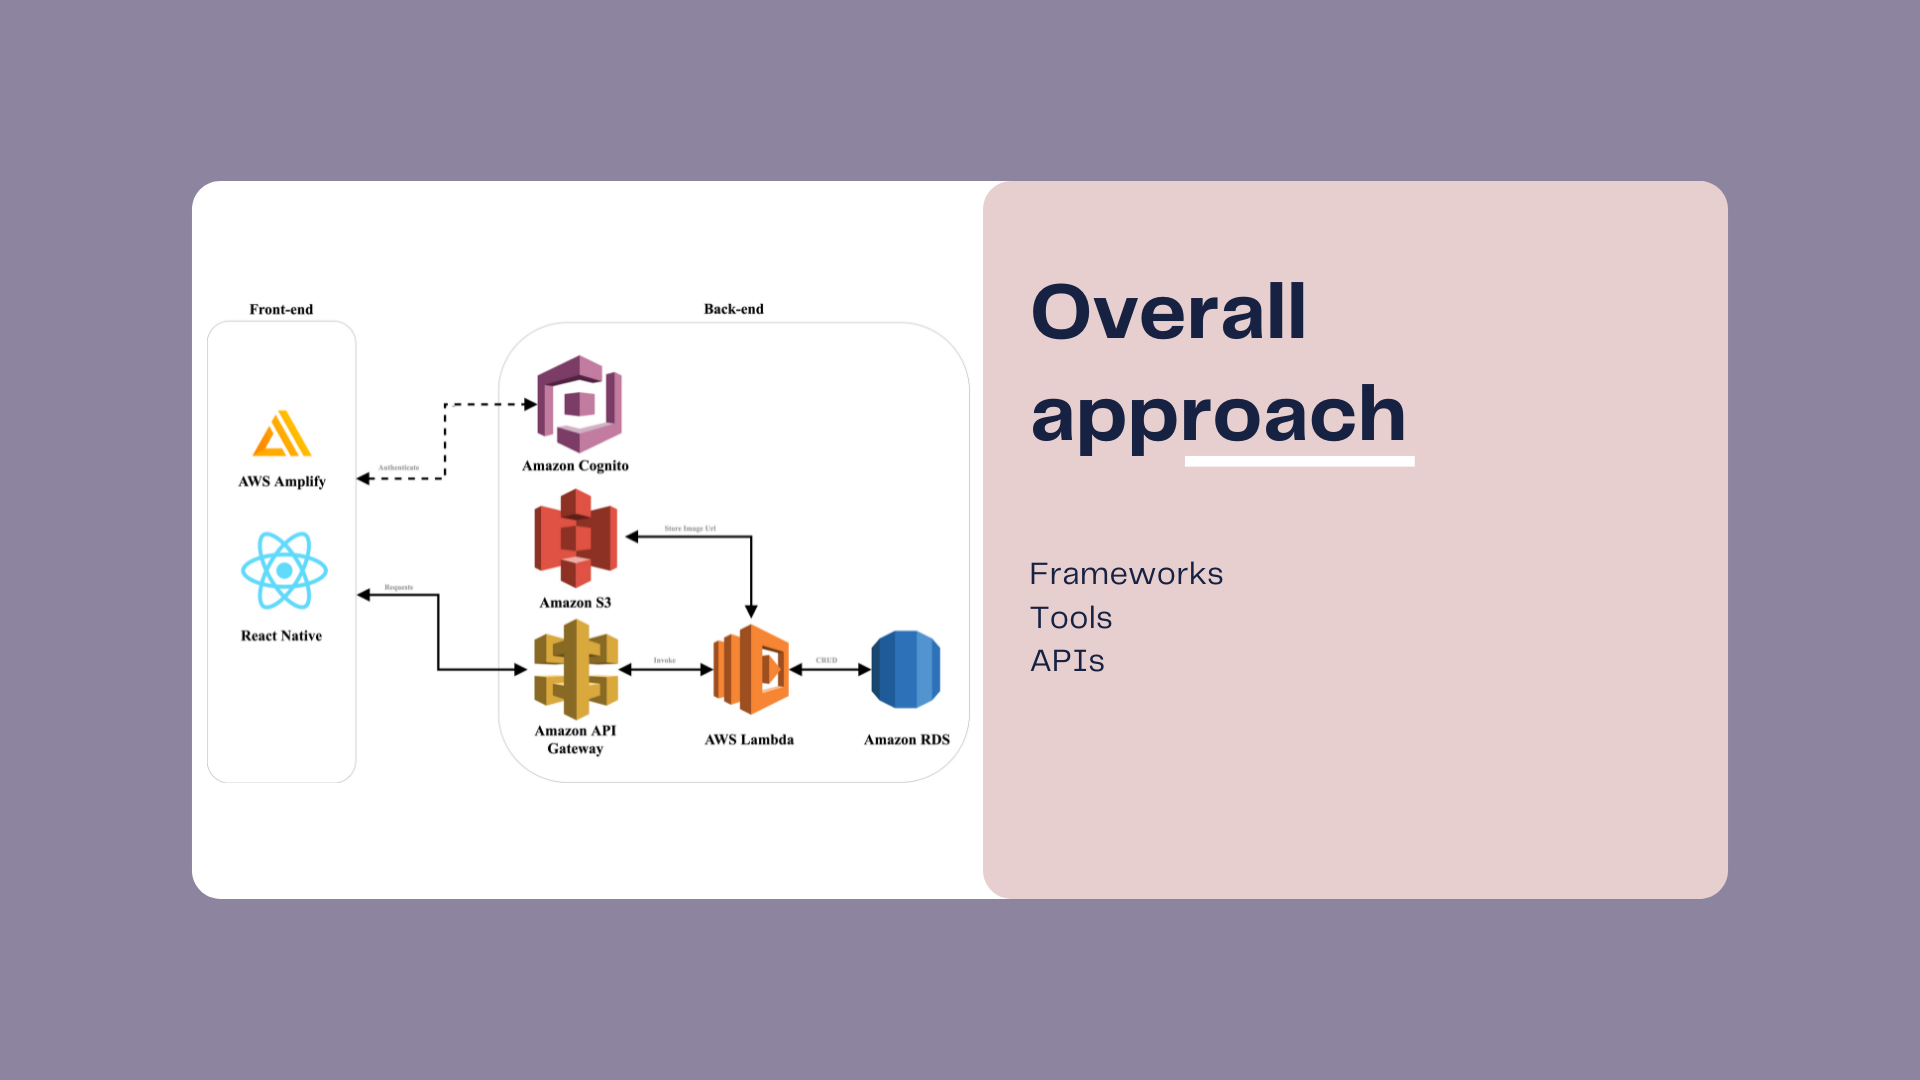 Front-end
Back-end
AWS Amplify
React Native
Authenticate
Requests
Amazon Cognito
Amazon S3
Store Image Url
Amazon API
Gateway
Invoke
AWS Lambda
CRUD
Amazon RDS
Overall
approach
Frameworks
Tools
APIs